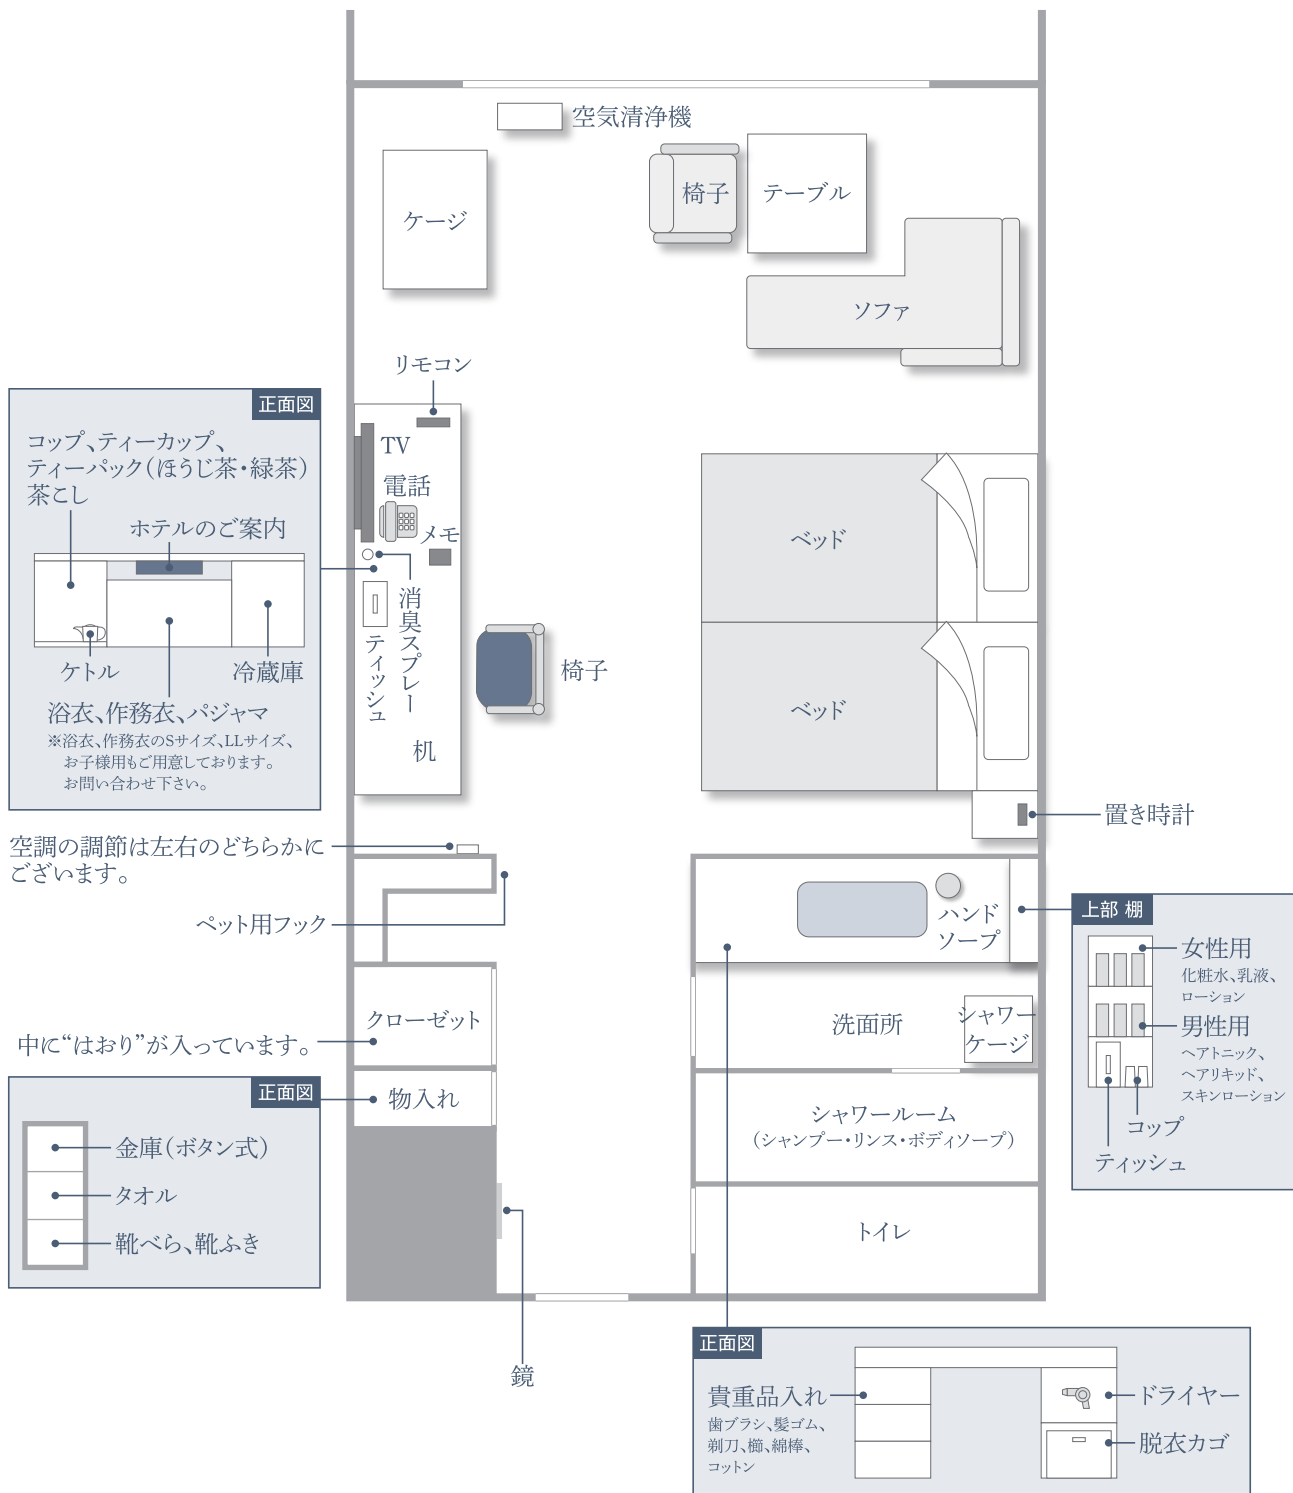 空気清浄機
ケージ
椅子
テーブル
ソファ
リモコン
正面図
コップ、ティーカップ、
ティーパック（ほうじ茶・緑茶）
茶こし
ホテルのご案内
ケトル
冷蔵庫
浴衣、作務衣、パジャマ
※浴衣、作務衣のSサイズ、LLサイズ、
お子様用もご用意しております。
お問い合わせ下さい。
TV
電話
メモ
消臭スプレー
ティッシュ
机
椅子
ベッド
ベッド
置き時計
空調の調節は左右のどちらかに
ございます。
ペット用フック
ハンド
ソープ
上部 棚
女性用
化粧水、乳液、
ローション
男性用
ヘアトニック、
ヘアリキッド、
スキンローション
コップ
ティッシュ
クローゼット
中に“はおり”が入っています。
洗面所
シャワー
ケージ
正面図
物入れ
金庫（ボタン式）
タオル
靴べら、靴ふき
シャワールーム
（シャンプー・リンス・ボディソープ）
トイレ
鏡
正面図
貴重品入れ
歯ブラシ、髪ゴム、
剃刀、櫛、綿棒、
コットン
ドライヤー
脱衣カゴ